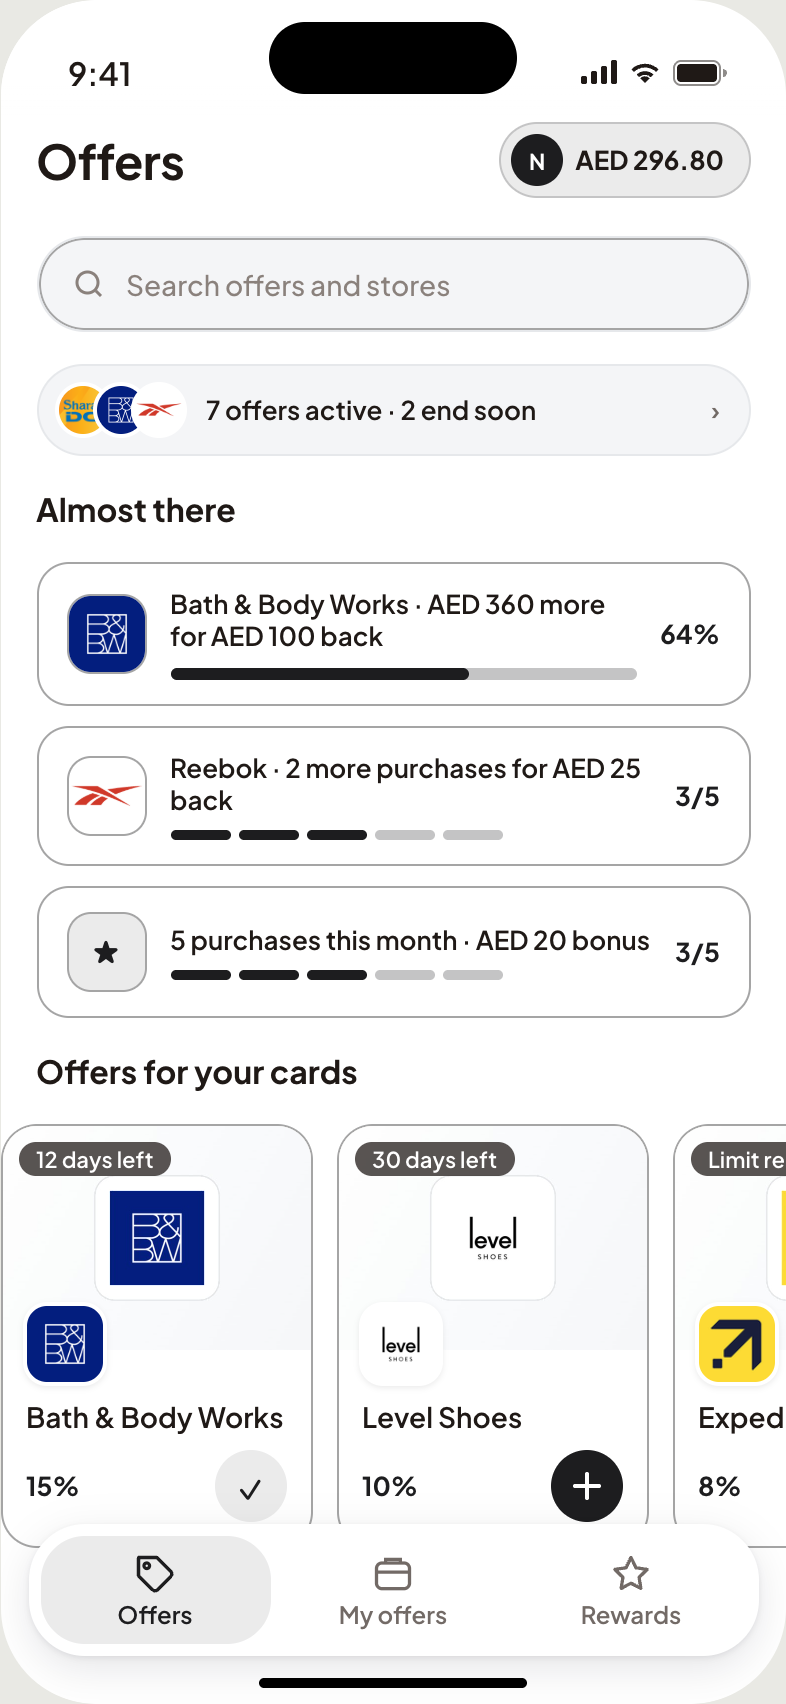 9:41
Offers
N AED 296.80
Search offers and stores
7 offers active · 2 end soon
Almost there
Bath & Body Works · AED 360 more
for AED 100 back
64%
Reebok · 2 more purchases for AED 25
back
3/5
5 purchases this month · AED 20 bonus
3/5
Offers for your cards
12 days left
B&BW
B&BW
Bath & Body Works
15%
30 days left
level
SHOES
level
SHOES
Level Shoes
10%
Limit re
Exped
8%
Offers
My offers
Rewards